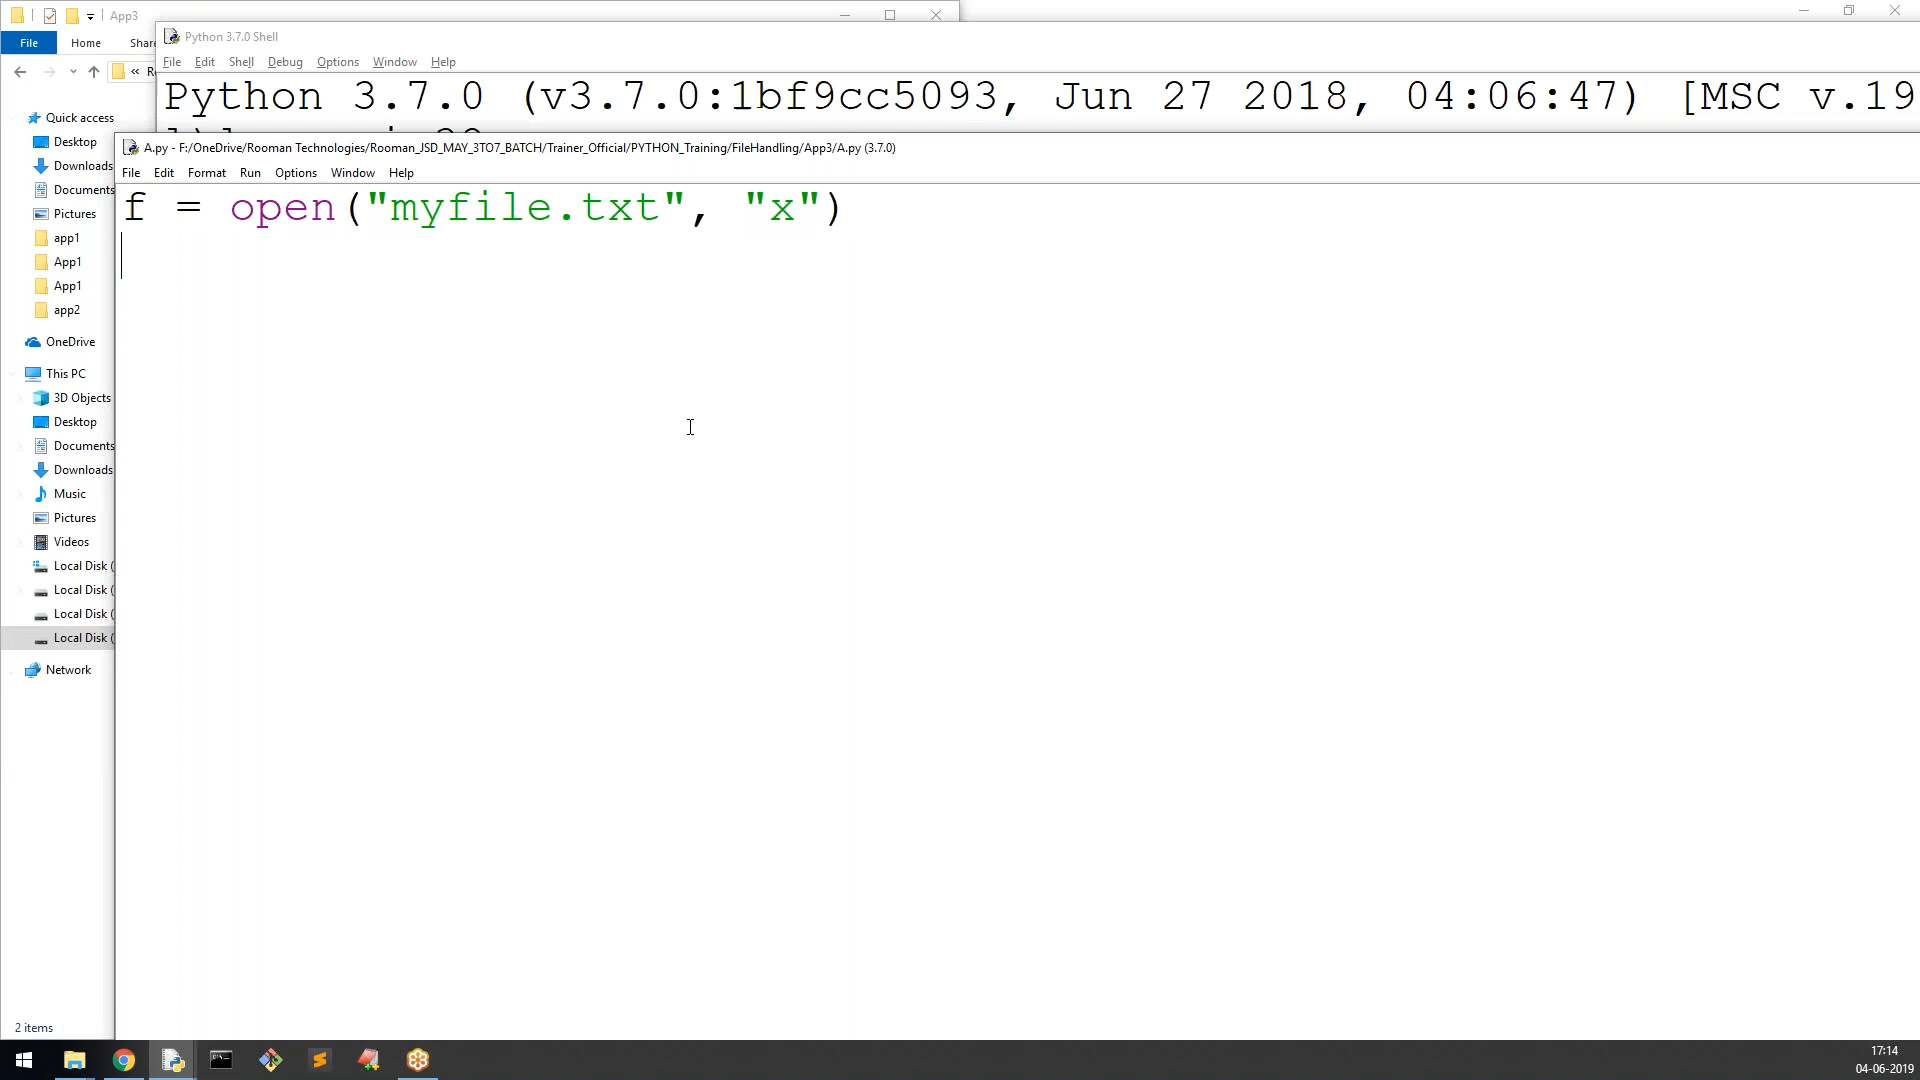 App3
File Home Share
Python 3.7.0 Shell
File Edit Shell Debug Options Window Help
«
Python 3.7.0 (v3.7.0:1bf9cc5093, Jun 27 2018, 04:06:47) [MSC v.19
A.py - F:/OneDrive/Rooman Technologies/Rooman_JSD_MAY_3TO7_BATCH/Trainer_Official/PYTHON_Training/FileHandling/App3/A.py (3.7.0)
File Edit Format Run Options Window Help
f = open("myfile.txt", "x")
Quick access
Desktop
Downloads
Documents
Pictures
app1
App1
App1
app2
OneDrive
This PC
3D Objects
Desktop
Documents
Downloads
Music
Pictures
Videos
Local Disk (
Local Disk (
Local Disk (
Local Disk (
Network
2 items
17:14
04-06-2019